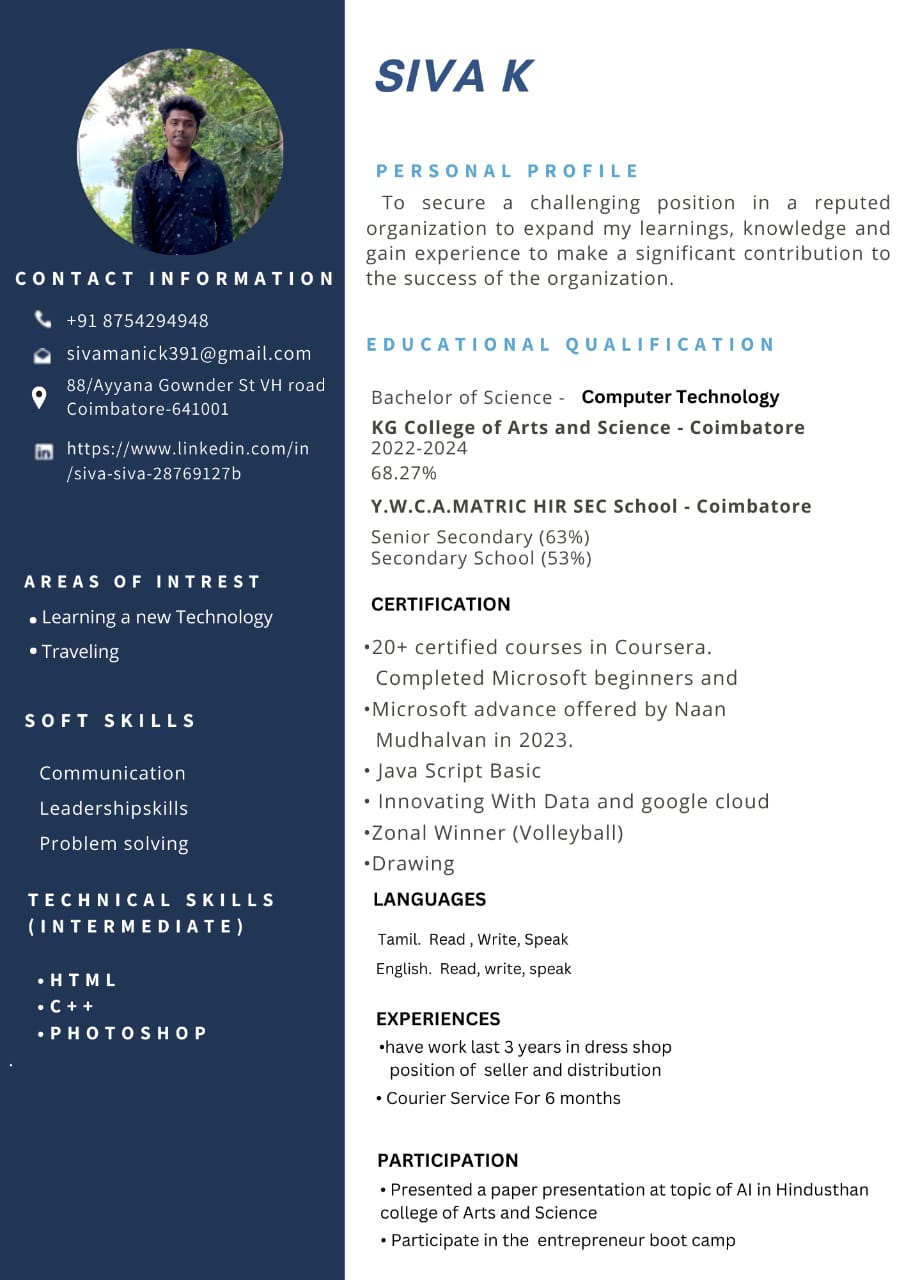 SIVA K
CONTACT INFORMATION
+91 8754294948
sivamanick391@gmail.com
88/Ayyana Gownder St VH road
Coimbatore-641001
https://www.linkedin.com/in
/siva-siva-28769127b
AREAS OF INTREST
• Learning a new Technology
• Traveling
SOFT SKILLS
Communication
Leadershipskills
Problem solving
TECHNICAL SKILLS
(INTERMEDIATE)
• HTML
• C++
• PHOTOSHOP
PERSONAL PROFILE
To secure a challenging position in a reputed
organization to expand my learnings, knowledge and
gain experience to make a significant contribution to
the success of the organization.
EDUCATIONAL QUALIFICATION
Bachelor of Science - Computer Technology
KG College of Arts and Science - Coimbatore
2022-2024
68.27%
Y.W.C.A.MATRIC HIR SEC School - Coimbatore
Senior Secondary (63%)
Secondary School (53%)
CERTIFICATION
•20+ certified courses in Coursera.
Completed Microsoft beginners and
•Microsoft advance offered by Naan
Mudhalvan in 2023.
• Java Script Basic
• Innovating With Data and google cloud
•Zonal Winner (Volleyball)
•Drawing
LANGUAGES
Tamil. Read , Write, Speak
English. Read, write, speak
EXPERIENCES
•have work last 3 years in dress shop
position of seller and distribution
• Courier Service For 6 months
PARTICIPATION
• Presented a paper presentation at topic of AI in Hindusthan
college of Arts and Science
• Participate in the entrepreneur boot camp